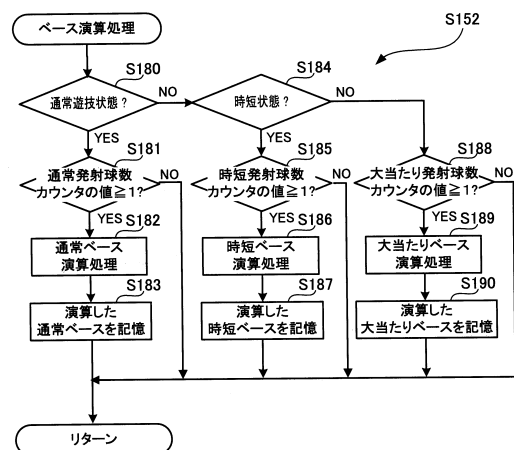 ベース演算処理
S152
S180
通常遊技状態?
NO
YES
S184
時短状態?
NO
YES
S181
通常発射球数
カウンタの値≧1?
NO
YES
S185
時短発射球数
カウンタの値≧1?
NO
YES
S188
大当たり発射球数
カウンタの値≧1?
NO
YES
S182
通常ベース
演算処理
S186
時短ベース
演算処理
S189
大当たりベース
演算処理
S183
演算した
通常ベースを記憶
S187
演算した
時短ベースを記憶
S190
演算した
大当たりベースを記憶
リターン